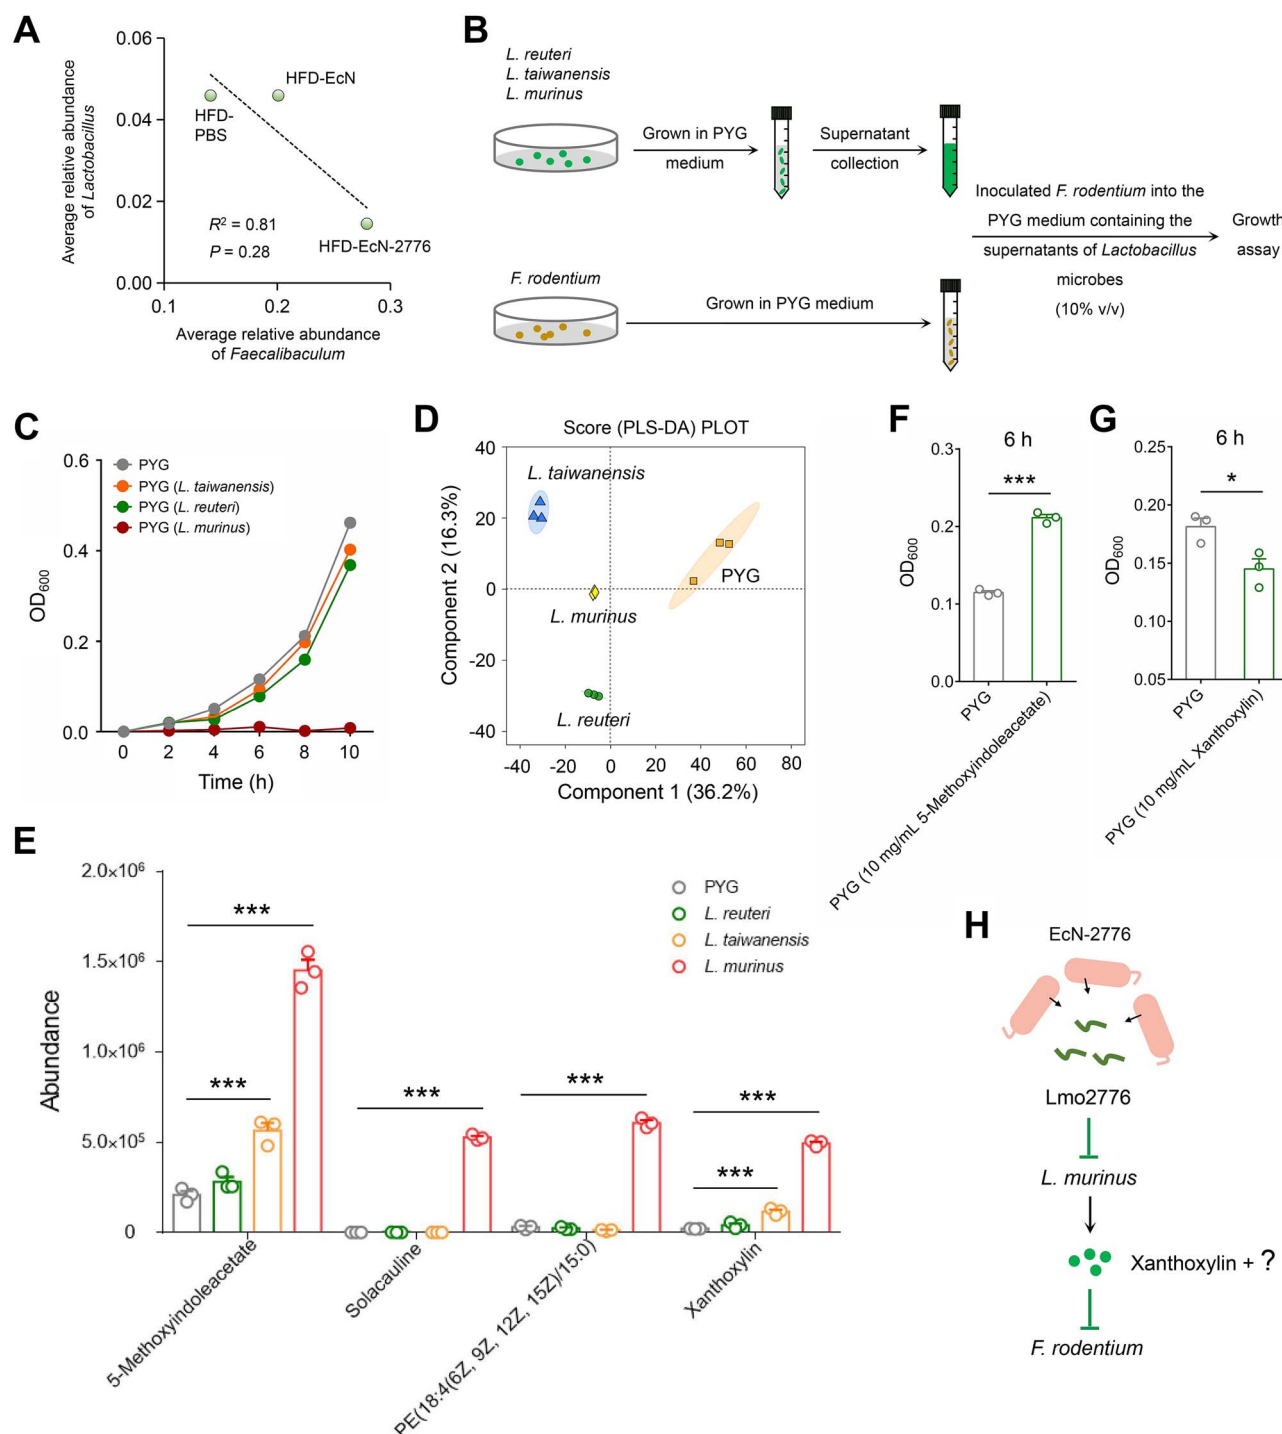 A
0.06
0.04
0.02
0.00
0.1
0.2
0.3
Average relative abundance
of Lactobacillus
HFD-EcN
HFD-
PBS
R² = 0.81
P = 0.28
HFD-EcN-2776
Average relative abundance
of Faecalibaculum
B
L. reuteri
L. taiwanensis
L. murinus
Grown in PYG
medium
Supernatant
collection
F. rodentium
Grown in PYG medium
Inoculated F. rodentium into the
PYG medium containing the
supernatants of Lactobacillus
microbes
(10% v/v)
Growth
assay
C
OD600
0.6
0.4
0.2
0.0
PYG
PYG (L. taiwanensis)
PYG (L. reuteri)
PYG (L. murinus)
0 2 4 6 8 10
Time (h)
D
Score (PLS-DA) PLOT
Component 2 (16.3%)
40
20
0
-20
-40
L. taiwanensis
PYG
L. murinus
L. reuteri
-40 -20 0 20 40 60 80
Component 1 (36.2%)
F
6 h
***
OD600
0.3
0.2
0.1
0.0
PYG
PYG (10 mg/mL 5-Methoxyindoleacetate)
G
6 h
*
OD600
0.25
0.20
0.15
0.10
0.05
PYG
PYG (10 mg/mL Xanthoxylin)
E
Abundance
2.0×10⁶
1.5×10⁶
1.0×10⁶
5.0×10⁵
0
PYG
L. reuteri
L. taiwanensis
L. murinus
***
***
***
***
***
***
5-Methoxyindoleacetate
Solacauline
PE(18:4(6Z, 9Z, 12Z, 15Z)/15:0)
Xanthoxylin
H
EcN-2776
Lmo2776
L. murinus
Xanthoxylin + ?
F. rodentium